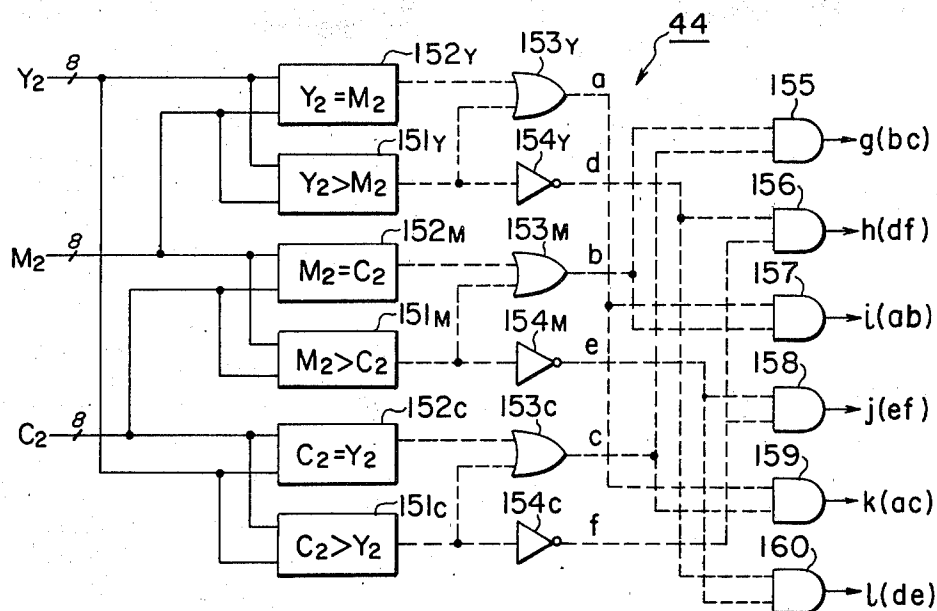 44
152Y
153Y
8
Y2
Y2=M2
a
155
151Y
154Y
g(bc)
Y2>M2
d
156
152M
153M
8
M2
M2=C2
b
h(df)
157
151M
154M
i(ab)
M2>C2
e
158
152C
153C
8
C2
C2=Y2
c
j(ef)
159
151C
154C
k(ac)
C2>Y2
f
160
l(de)